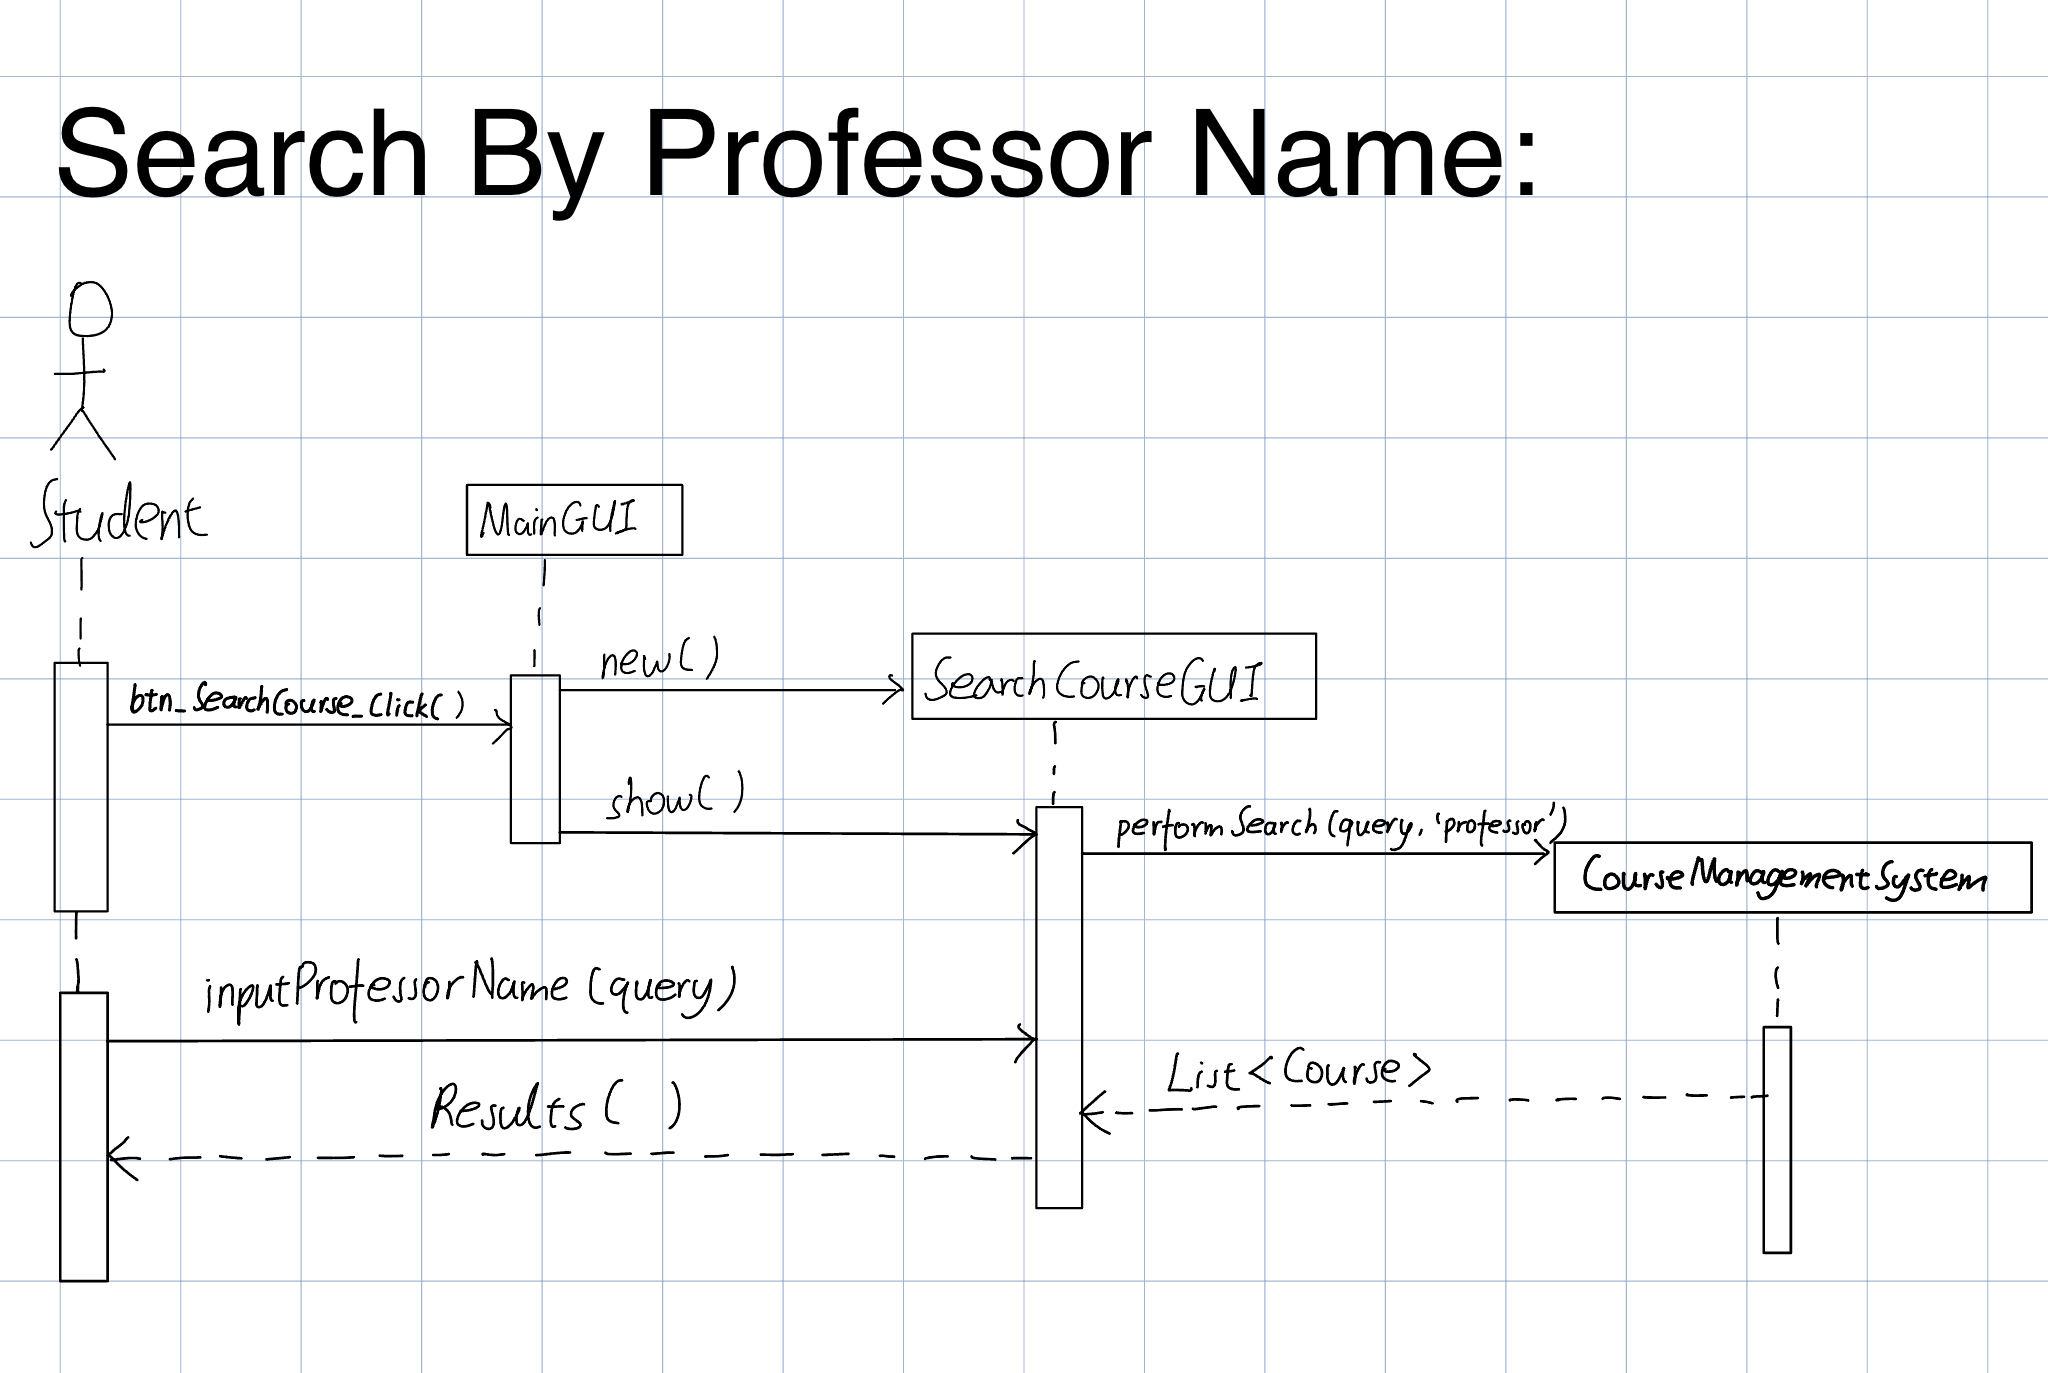 Search By Professor Name:
Student
MainGUI
new()
SearchCourseGUI
btn_SearchCourse_Click()
show()
performSearch(query, 'professor')
CourseManagementSystem
inputProfessorName(query)
List<Course>
Results( )